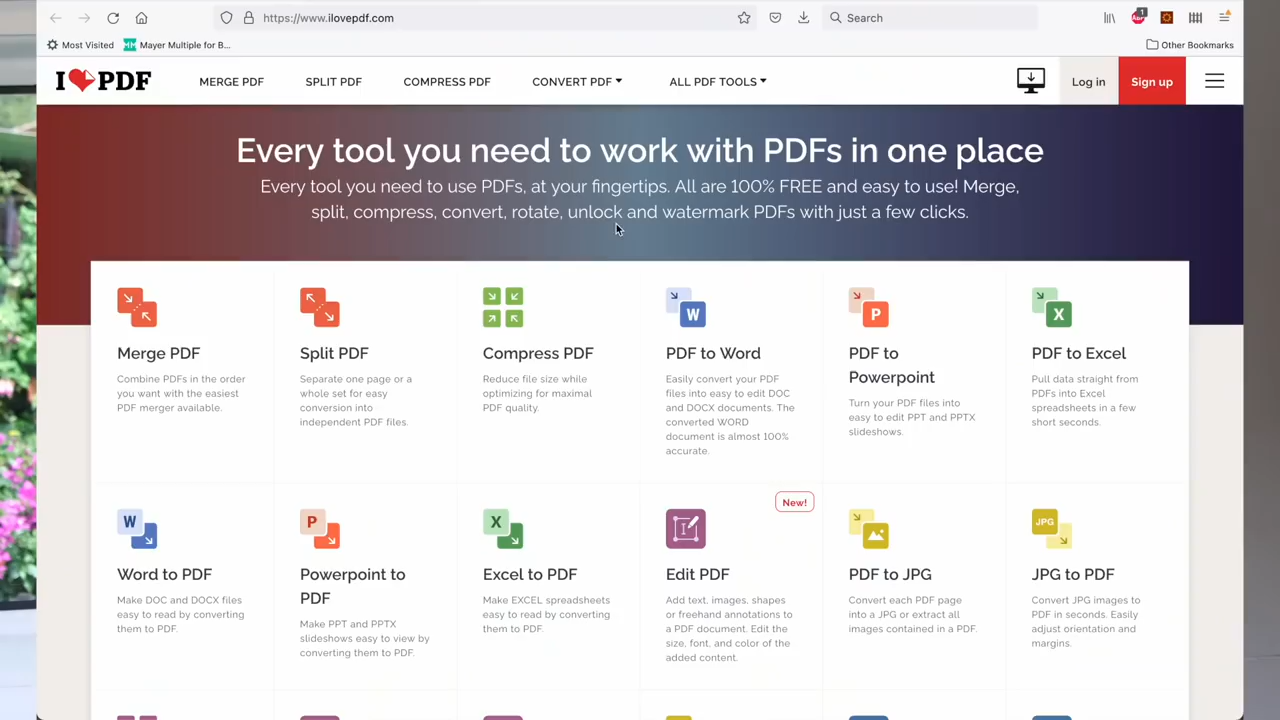 https://www.ilovepdf.com
Search
1
Most Visited
Mayer Multiple for B...
Other Bookmarks
I PDF
MERGE PDF
SPLIT PDF
COMPRESS PDF
CONVERT PDF
ALL PDF TOOLS
Log in
Sign up
Every tool you need to work with PDFs in one place
Every tool you need to use PDFs, at your fingertips. All are 100% FREE and easy to use! Merge,
split, compress, convert, rotate, unlock and watermark PDFs with just a few clicks.
Merge PDF
Combine PDFs in the order
you want with the easiest
PDF merger available.
Split PDF
Separate one page or a
whole set for easy
conversion into
independent PDF files.
Compress PDF
Reduce file size while
optimizing for maximal
PDF quality.
W
PDF to Word
Easily convert your PDF
files into easy to edit DOC
and DOCX documents. The
converted WORD
document is almost 100%
accurate.
P
PDF to
Powerpoint
Turn your PDF files into
easy to edit PPT and PPTX
slideshows.
X
PDF to Excel
Pull data straight from
PDFs into Excel
spreadsheets in a few
short seconds.
W
Word to PDF
Make DOC and DOCX files
easy to read by converting
them to PDF.
P
Powerpoint to
PDF
Make PPT and PPTX
slideshows easy to view by
converting them to PDF.
X
Excel to PDF
Make EXCEL spreadsheets
easy to read by converting
them to PDF.
New!
Edit PDF
Add text, images, shapes
or freehand annotations to
a PDF document. Edit the
size, font, and color of the
added content.
PDF to JPG
Convert each PDF page
into a JPG or extract all
images contained in a PDF.
JPG
JPG to PDF
Convert JPG images to
PDF in seconds. Easily
adjust orientation and
margins.